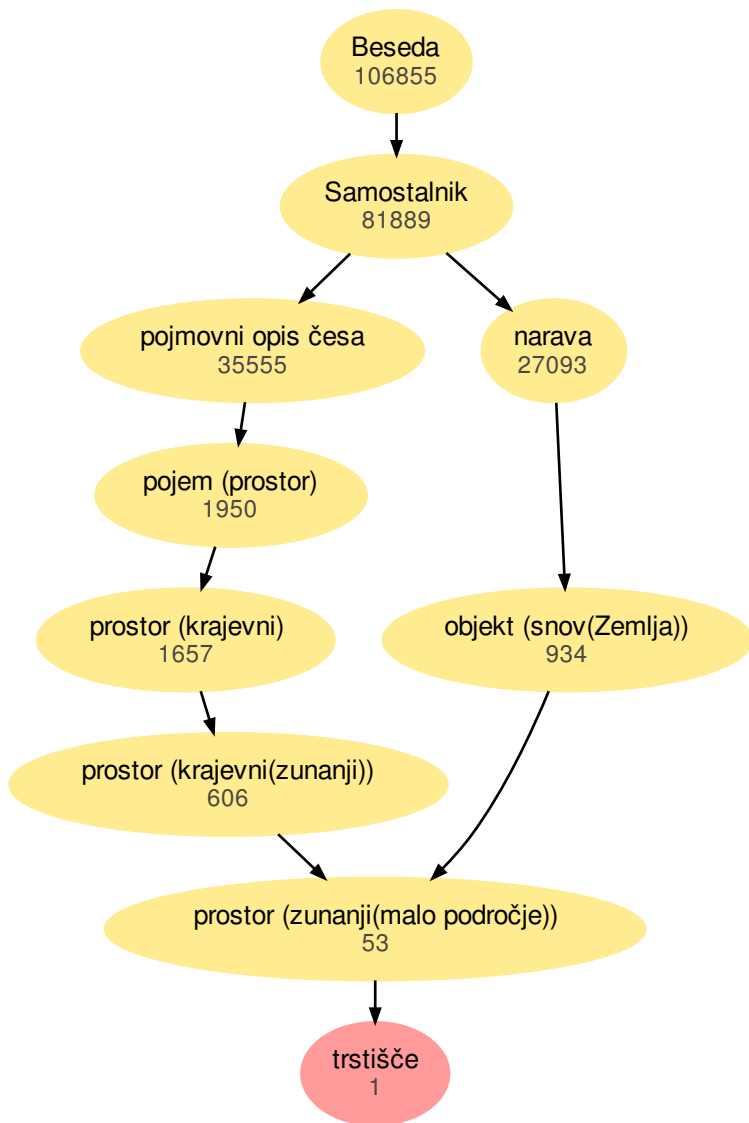 Beseda
106855
Samostalnik
81889
pojmovni opis česa
35555
narava
27093
pojem (prostor)
1950
prostor (krajevni)
1657
objekt (snov(Zemlja))
934
prostor (krajevni(zunanji))
606
prostor (zunanji(malo področje))
53
trstišče
1